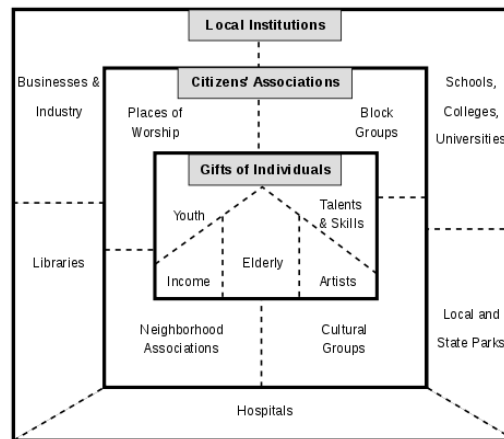 Local Institutions
Businesses &
Industry
Citizens' Associations
Schools,
Colleges,
Universities
Places of
Worship
Block
Groups
Gifts of Individuals
Youth
Talents
& Skills
Libraries
Elderly
Income
Artists
Neighborhood
Associations
Cultural
Groups
Local and
State Parks
Hospitals